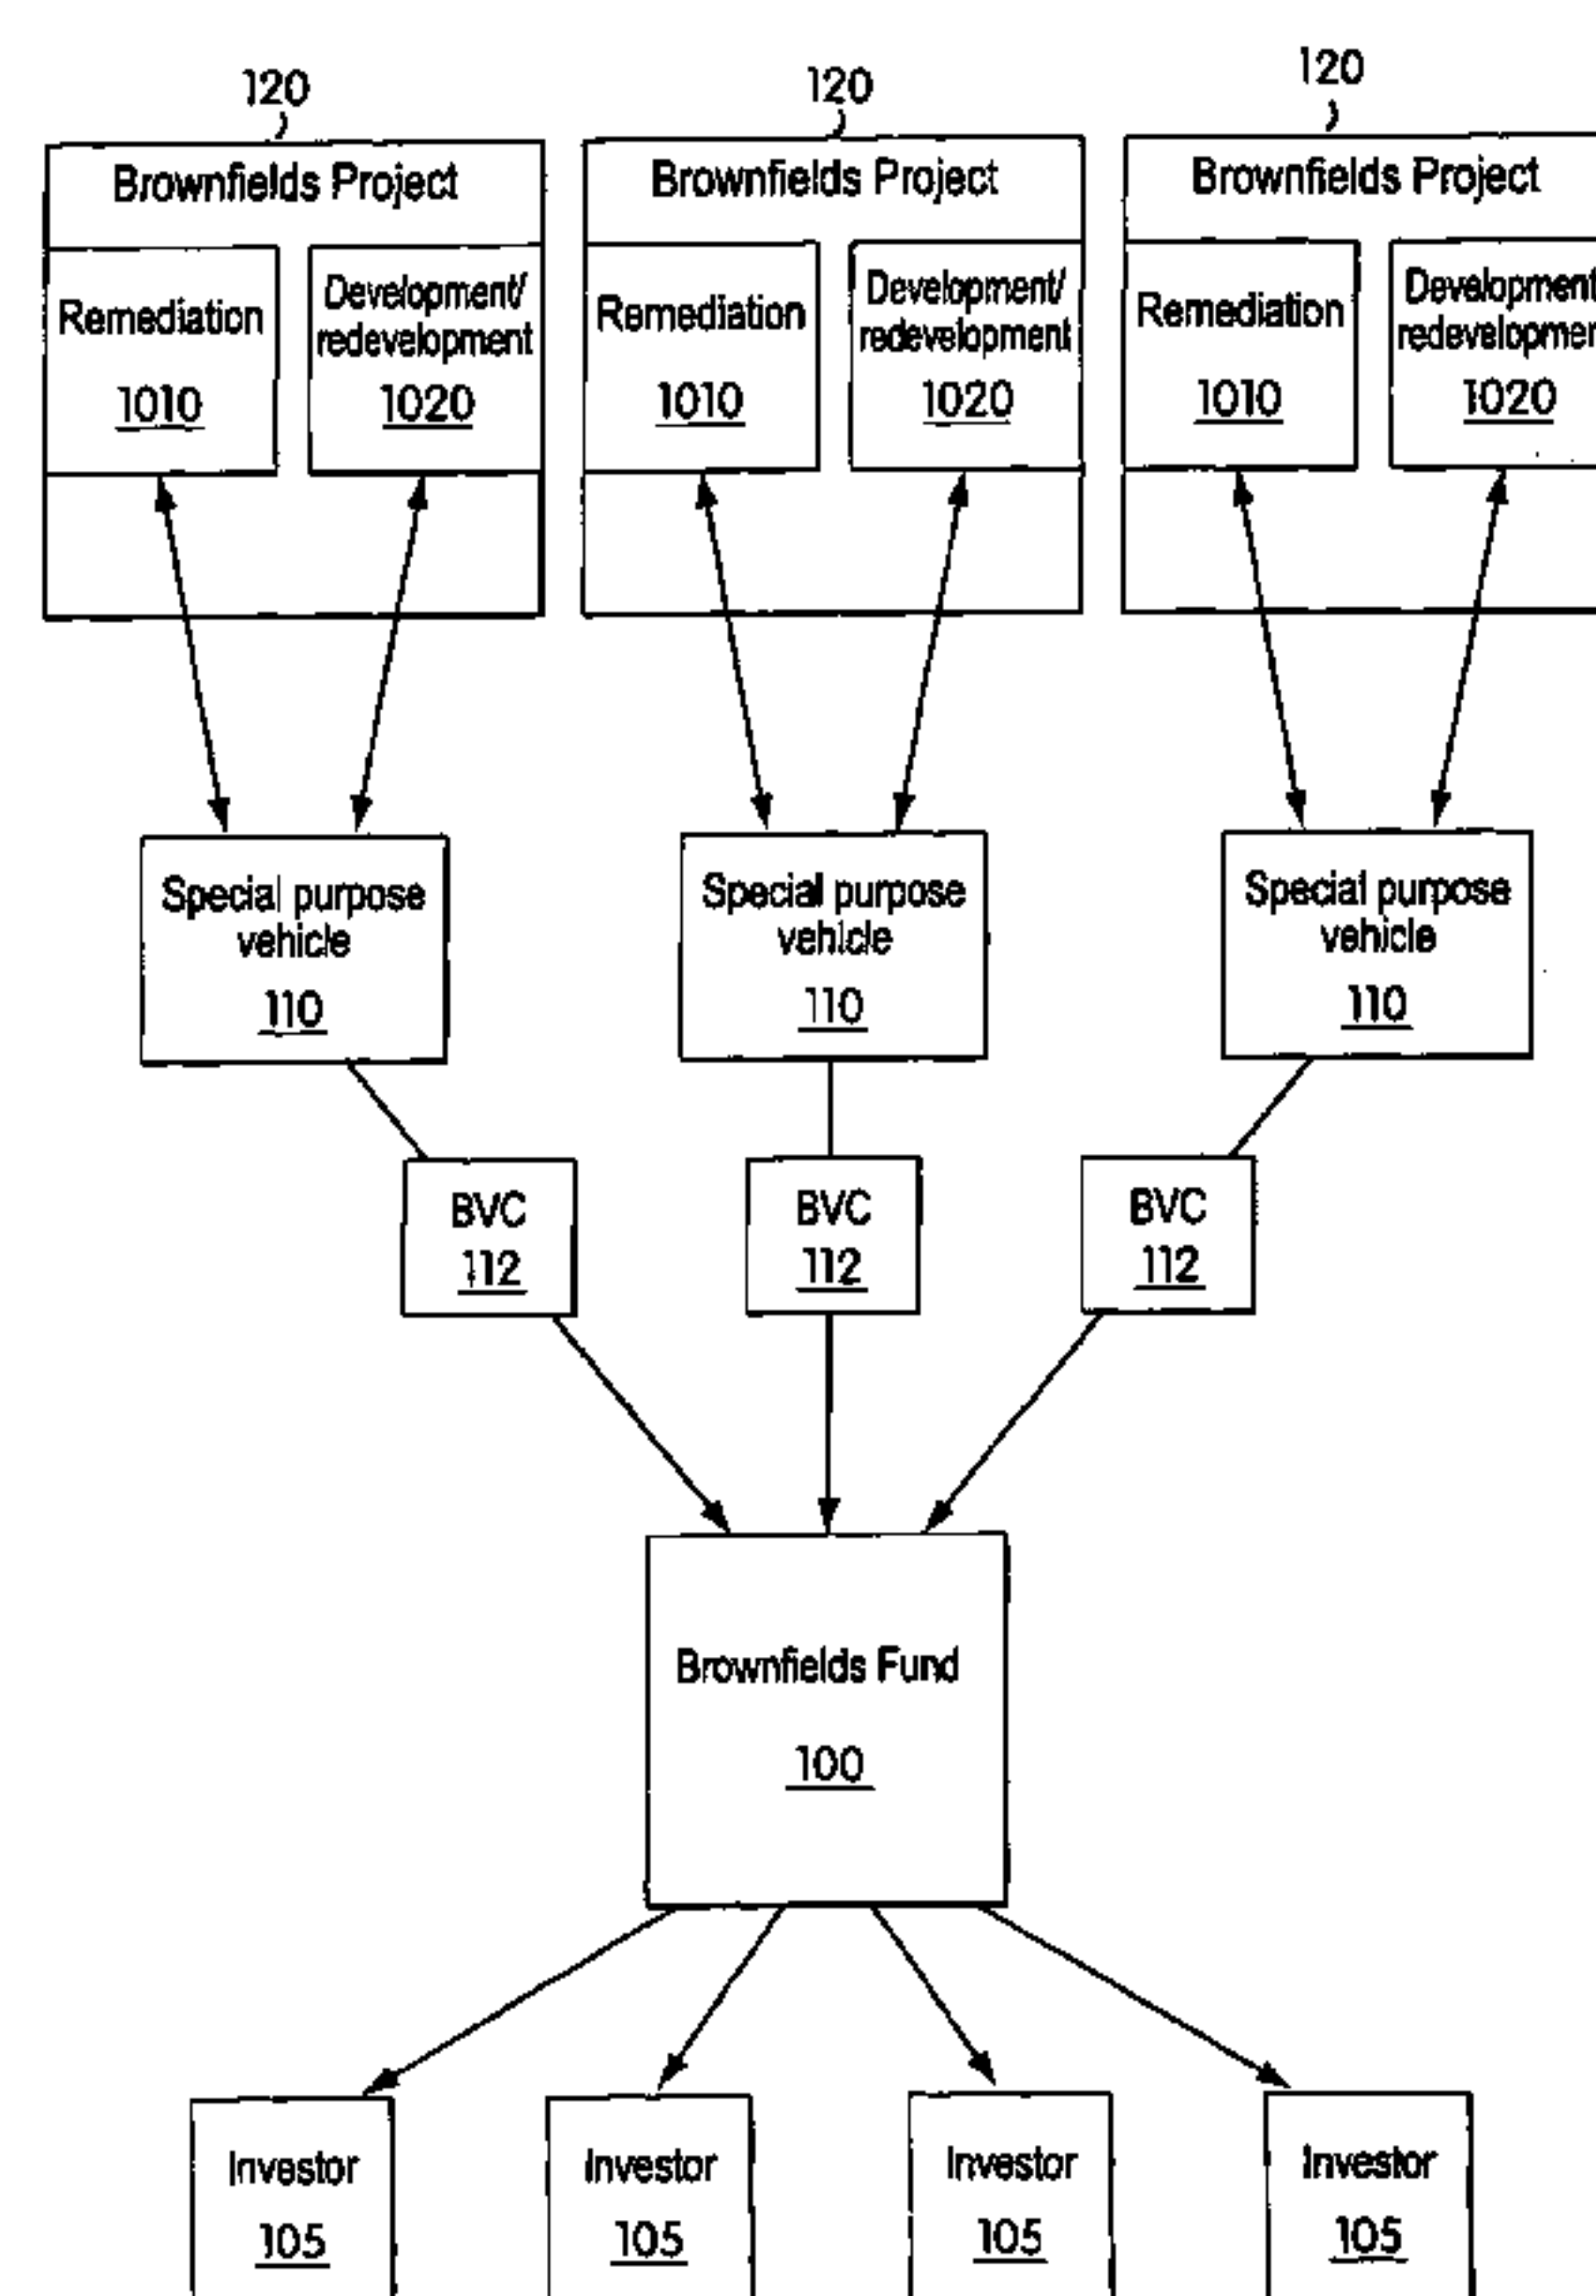 120
120
120
Brownfields Project
Brownfields Project
Brownfields Project
Remediation
1010
Development/
redevelopment
1020
Remediation
1010
Development/
redevelopment
1020
Remediation
1010
Development
redevelopmen
1020
Special purpose
vehicle
110
Special purpose
vehicle
110
Special purpose
vehicle
110
BVC
112
BVC
112
BVC
112
Brownfields Fund
100
Investor
105
Investor
105
Investor
105
Investor
105